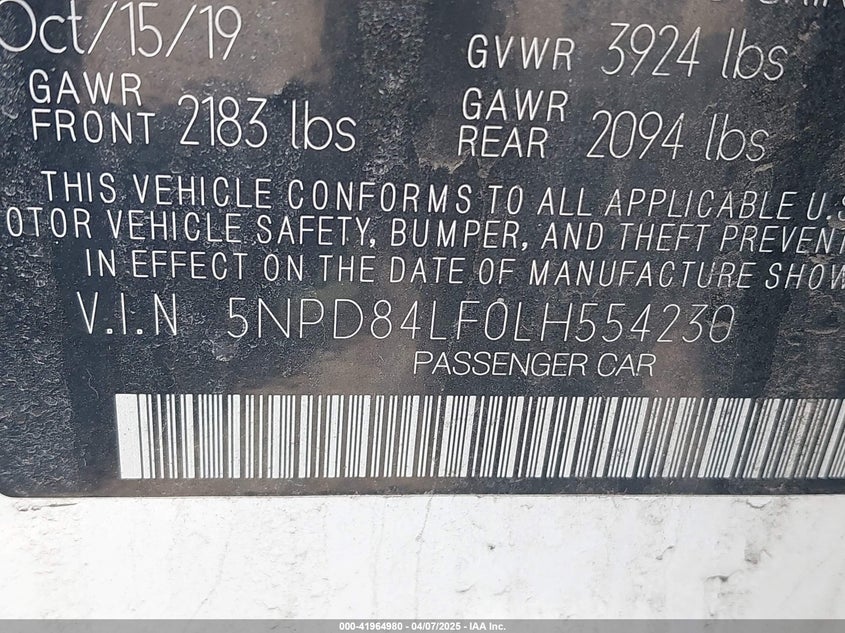 Oct/15/19
GVWR 3924 lbs
GAWR FRONT 2183 lbs
GAWR REAR 2094 lbs
THIS VEHICLE CONFORMS TO ALL APPLICABLE U.S
OTOR VEHICLE SAFETY, BUMPER, AND THEFT PREVENT
IN EFFECT ON THE DATE OF MANUFACTURE SHOW
V.I.N 5NPD84LF0LH554230
PASSENGER CAR
000-41964980 - 04/07/2025 - IAA Inc.